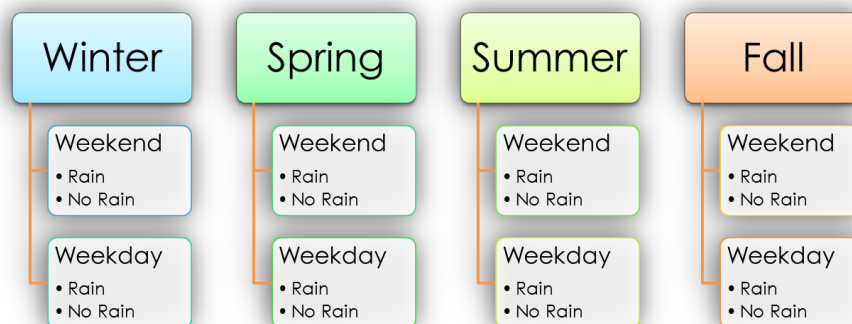 Winter
Weekend
• Rain
• No Rain
Weekday
• Rain
• No Rain
Spring
Weekend
• Rain
• No Rain
Weekday
• Rain
• No Rain
Summer
Weekend
• Rain
• No Rain
Weekday
• Rain
• No Rain
Fall
Weekend
• Rain
• No Rain
Weekday
• Rain
• No Rain